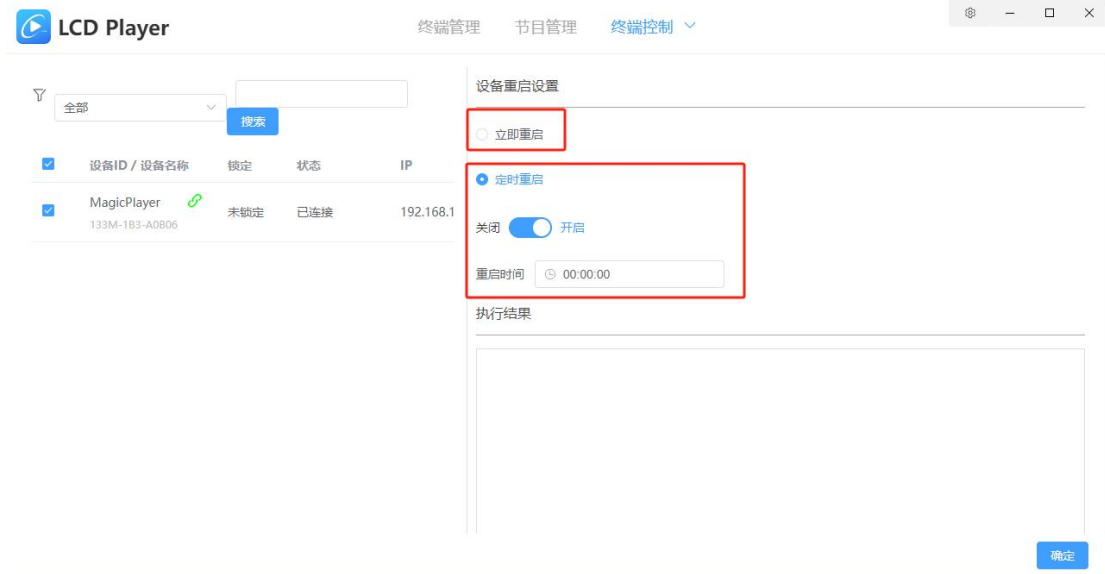 LCD Player
终端管理 节目管理 终端控制
全部
搜索
设备ID / 设备名称 锁定 状态 IP
MagicPlayer 未锁定 已连接 192.168.1
133M-1B3-A0B06
设备重启设置
立即重启
定时重启
关闭 开启
重启时间 00:00:00
执行结果
确定